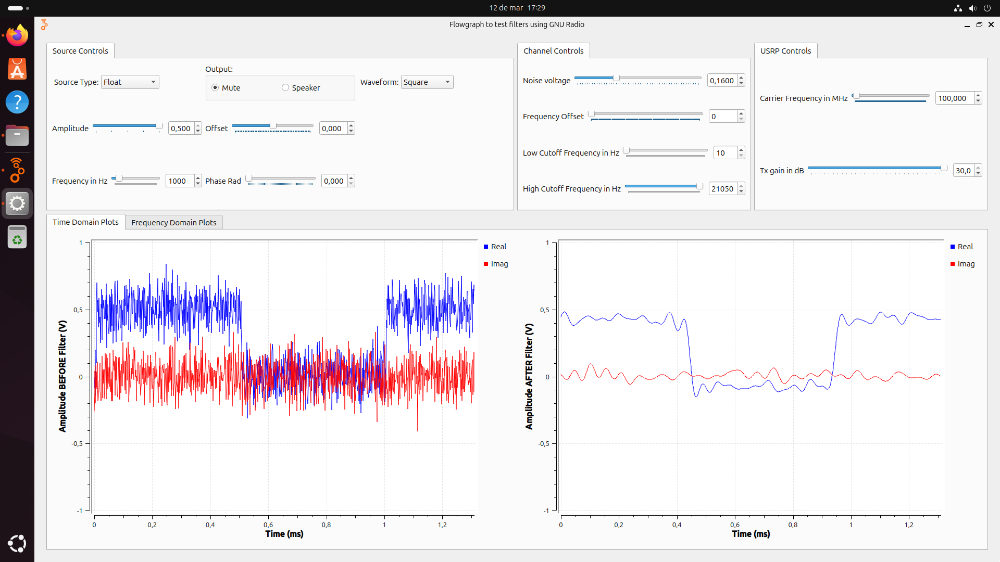 12 de mar 17:29
Flowgraph to test filters using GNU Radio
Source Controls
Source Type: Float
Output:
Mute
Speaker
Waveform: Square
Amplitude 0,500
Offset 0,000
Frequency in Hz 1000
Phase Rad 0,000
Channel Controls
Noise voltage 0,1600
Frequency Offset 0
Low Cutoff Frequency in Hz 10
High Cutoff Frequency in Hz 21050
USRP Controls
Carrier Frequency in MHz 100,000
Tx gain in dB 30,0
Time Domain Plots
Frequency Domain Plots
Amplitude BEFORE Filter (V)
1
0,5
0
-0,5
-1
0 0,2 0,4 0,6 0,8 1 1,2
Time (ms)
Real
Imag
Amplitude AFTER Filter (V)
1
0,5
0
-0,5
-1
0 0,2 0,4 0,6 0,8 1 1,2
Time (ms)
Real
Imag